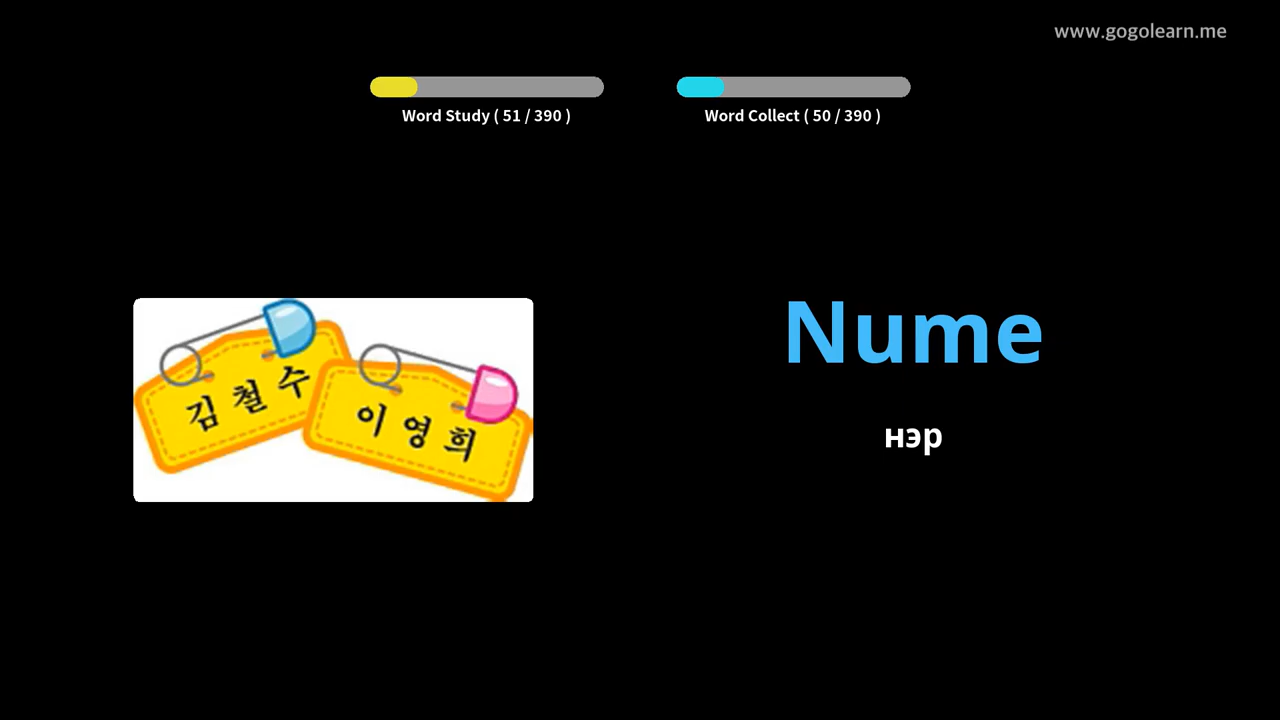 www.gogolearn.me
Word Study ( 51 / 390 )
Word Collect ( 50 / 390 )
김철수
이영희
Nume
нэр